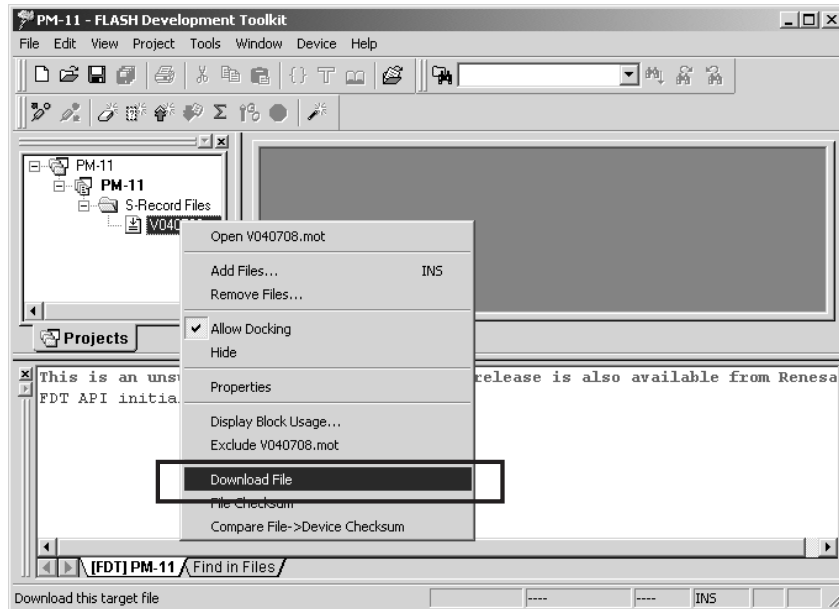 PM-11 - FLASH Development Toolkit
File Edit View Project Tools Window Device Help
PM-11
PM-11
S-Record Files
Open V040708.mot
Add Files... INS
Remove Files...
Allow Docking
Hide
Projects
Properties
This is an release is also available from Renesa
FDT API
Display Block Usage...
Exclude V040708.mot
Download File
File Checksum
Compare File->Device Checksum
[FDT] PM-11 Find in Files
Download this target file ---- ---- INS